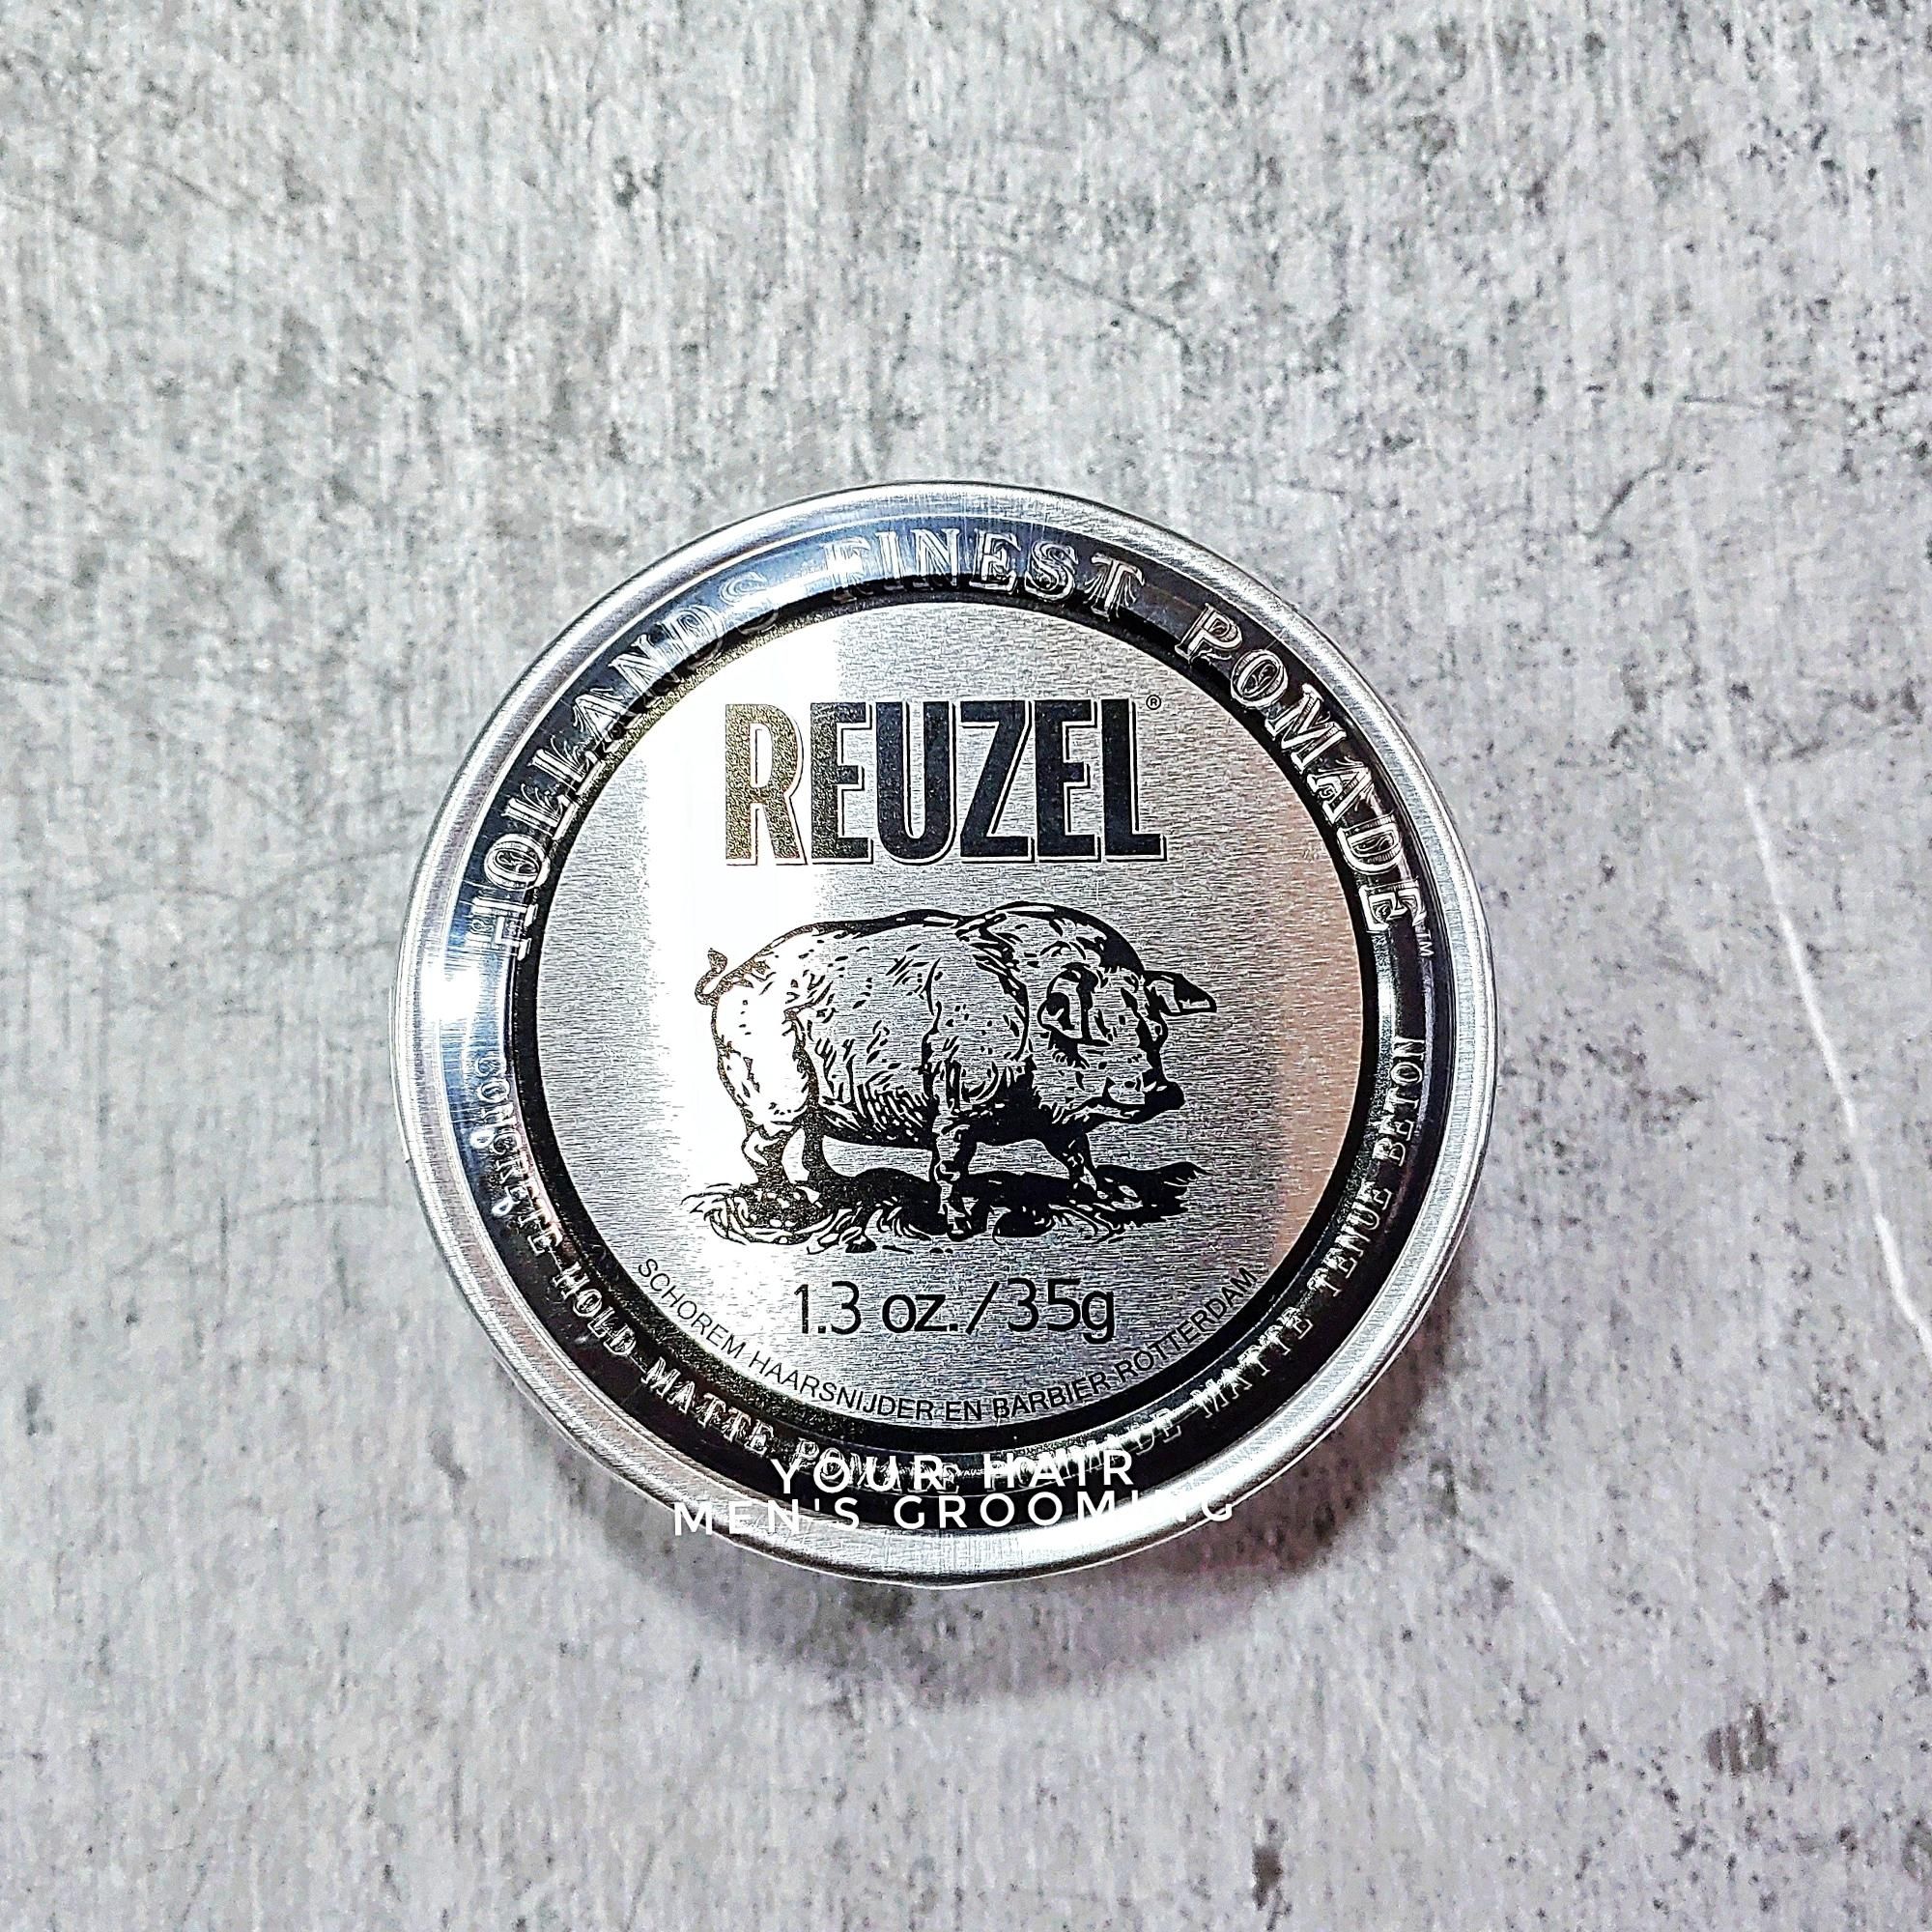 HOLLANDS FINEST POMADE™
REUZEL®
1.3 oz./35g
SCHOREM HAARSNIJDER EN BARBIER ROTTERDAM
CONCRETE HOLD MATTE POMADE POMADE MATTE TENUE BETON
YOUR HAIR
MEN'S GROOMING